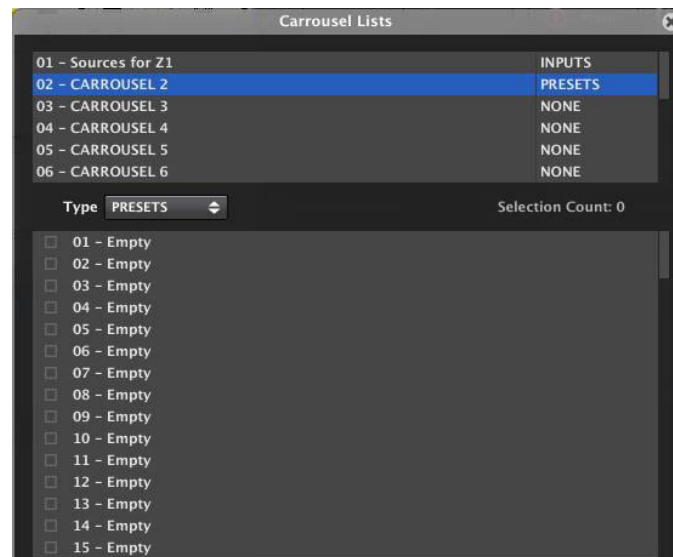 Carrousel Lists
01 – Sources for Z1 INPUTS
02 – CARROUSEL 2 PRESETS
03 – CARROUSEL 3 NONE
04 – CARROUSEL 4 NONE
05 – CARROUSEL 5 NONE
06 – CARROUSEL 6 NONE
Type PRESETS Selection Count: 0
01 – Empty
02 – Empty
03 – Empty
04 – Empty
05 – Empty
06 – Empty
07 – Empty
08 – Empty
09 – Empty
10 – Empty
11 – Empty
12 – Empty
13 – Empty
14 – Empty
15 – Empty